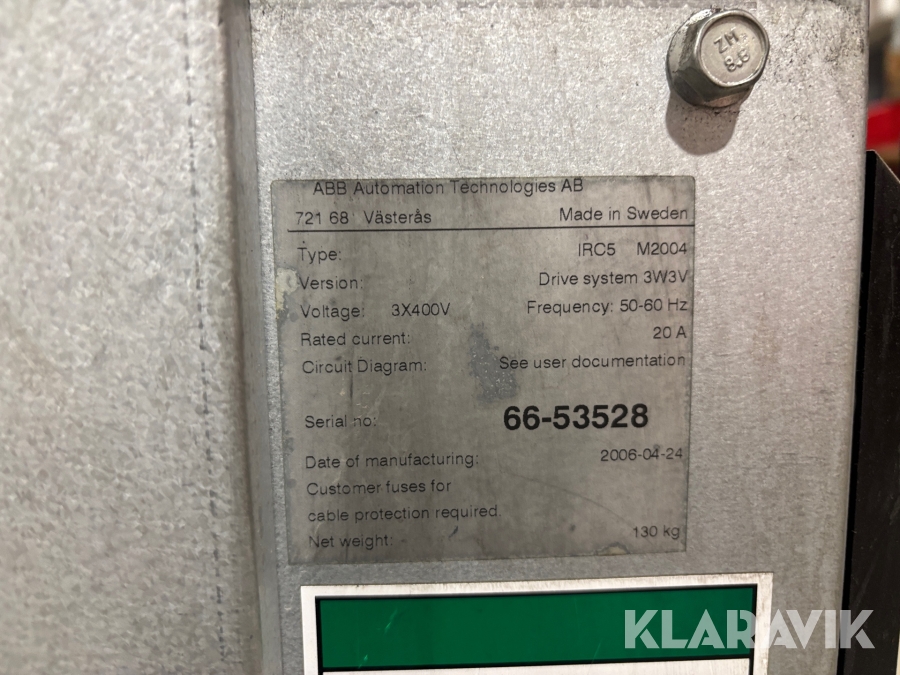 ZM
8.8
ABB Automation Technologies AB
721 68 Västerås Made in Sweden
Type: IRC5 M2004
Version: Drive system 3W3V
Voltage: 3X400V Frequency: 50-60 Hz
Rated current: 20 A
Circuit Diagram: See user documentation
Serial no: 66-53528
Date of manufacturing: 2006-04-24
Customer fuses for
cable protection required.
Net weight: 130 kg
KLARAVIK